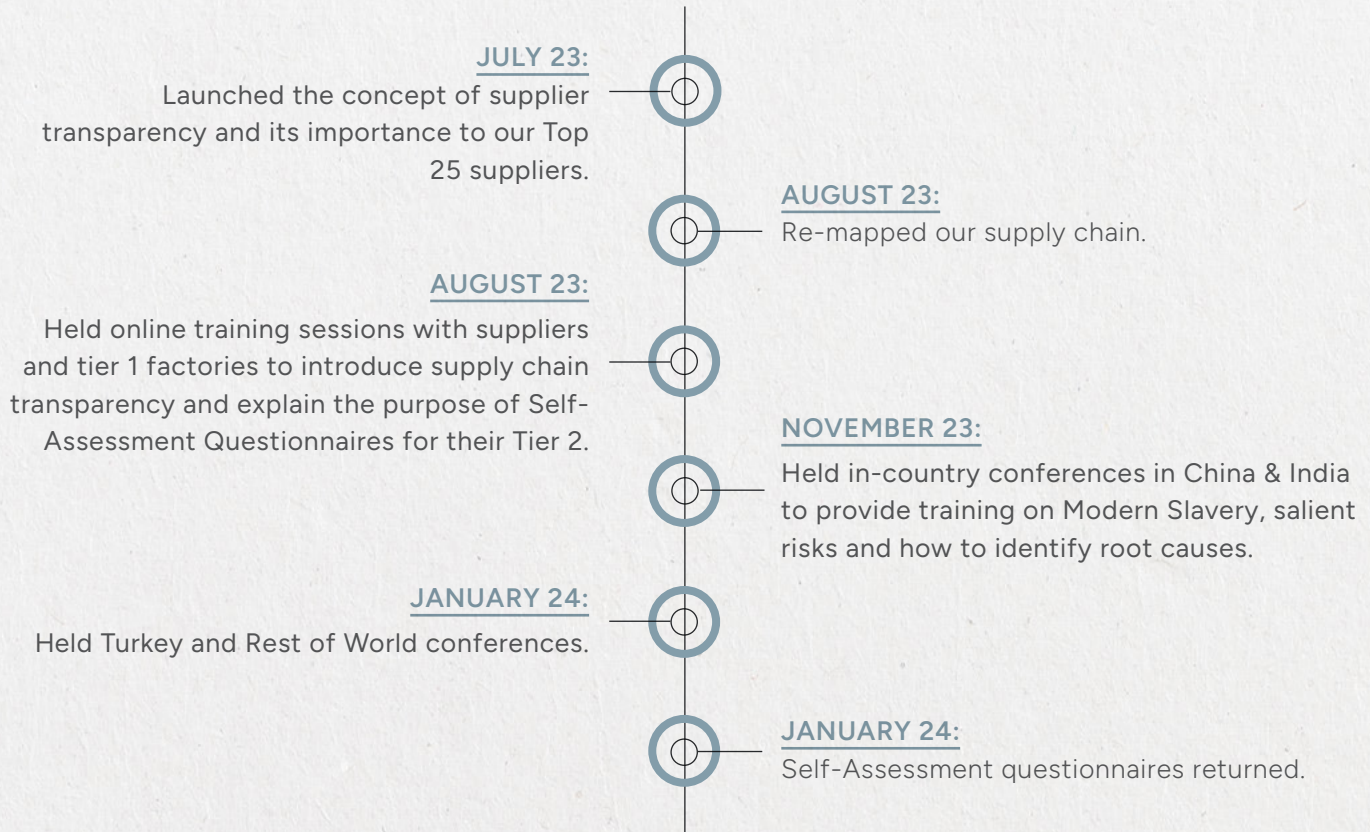 JULY 23:
Launched the concept of supplier
transparency and its importance to our Top
25 suppliers.
AUGUST 23:
Re-mapped our supply chain.
AUGUST 23:
Held online training sessions with suppliers
and tier 1 factories to introduce supply chain
transparency and explain the purpose of Self-
Assessment Questionnaires for their Tier 2.
NOVEMBER 23:
Held in-country conferences in China & India
to provide training on Modern Slavery, salient
risks and how to identify root causes.
JANUARY 24:
Held Turkey and Rest of World conferences.
JANUARY 24:
Self-Assessment questionnaires returned.